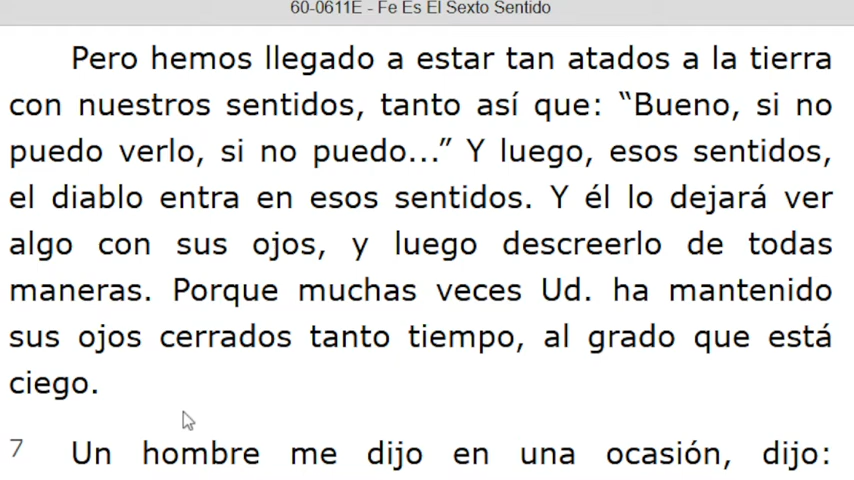 60-0611E - Fe Es El Sexto Sentido
Pero hemos llegado a estar tan atados a la tierra
con nuestros sentidos, tanto así que: “Bueno, si no
puedo verlo, si no puedo...” Y luego, esos sentidos,
el diablo entra en esos sentidos. Y él lo dejará ver
algo con sus ojos, y luego descreerlo de todas
maneras. Porque muchas veces Ud. ha mantenido
sus ojos cerrados tanto tiempo, al grado que está
ciego.
7 Un hombre me dijo en una ocasión, dijo: